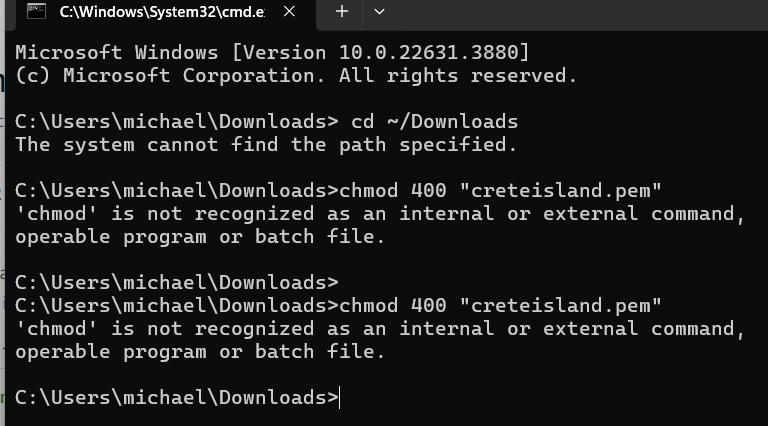 C:\Windows\System32\cmd.e
Microsoft Windows [Version 10.0.22631.3880]
(c) Microsoft Corporation. All rights reserved.
C:\Users\michael\Downloads> cd ~/Downloads
The system cannot find the path specified.
C:\Users\michael\Downloads>chmod 400 "creteisland.pem"
'chmod' is not recognized as an internal or external command,
operable program or batch file.
C:\Users\michael\Downloads>
C:\Users\michael\Downloads>chmod 400 "creteisland.pem"
'chmod' is not recognized as an internal or external command,
operable program or batch file.
C:\Users\michael\Downloads>